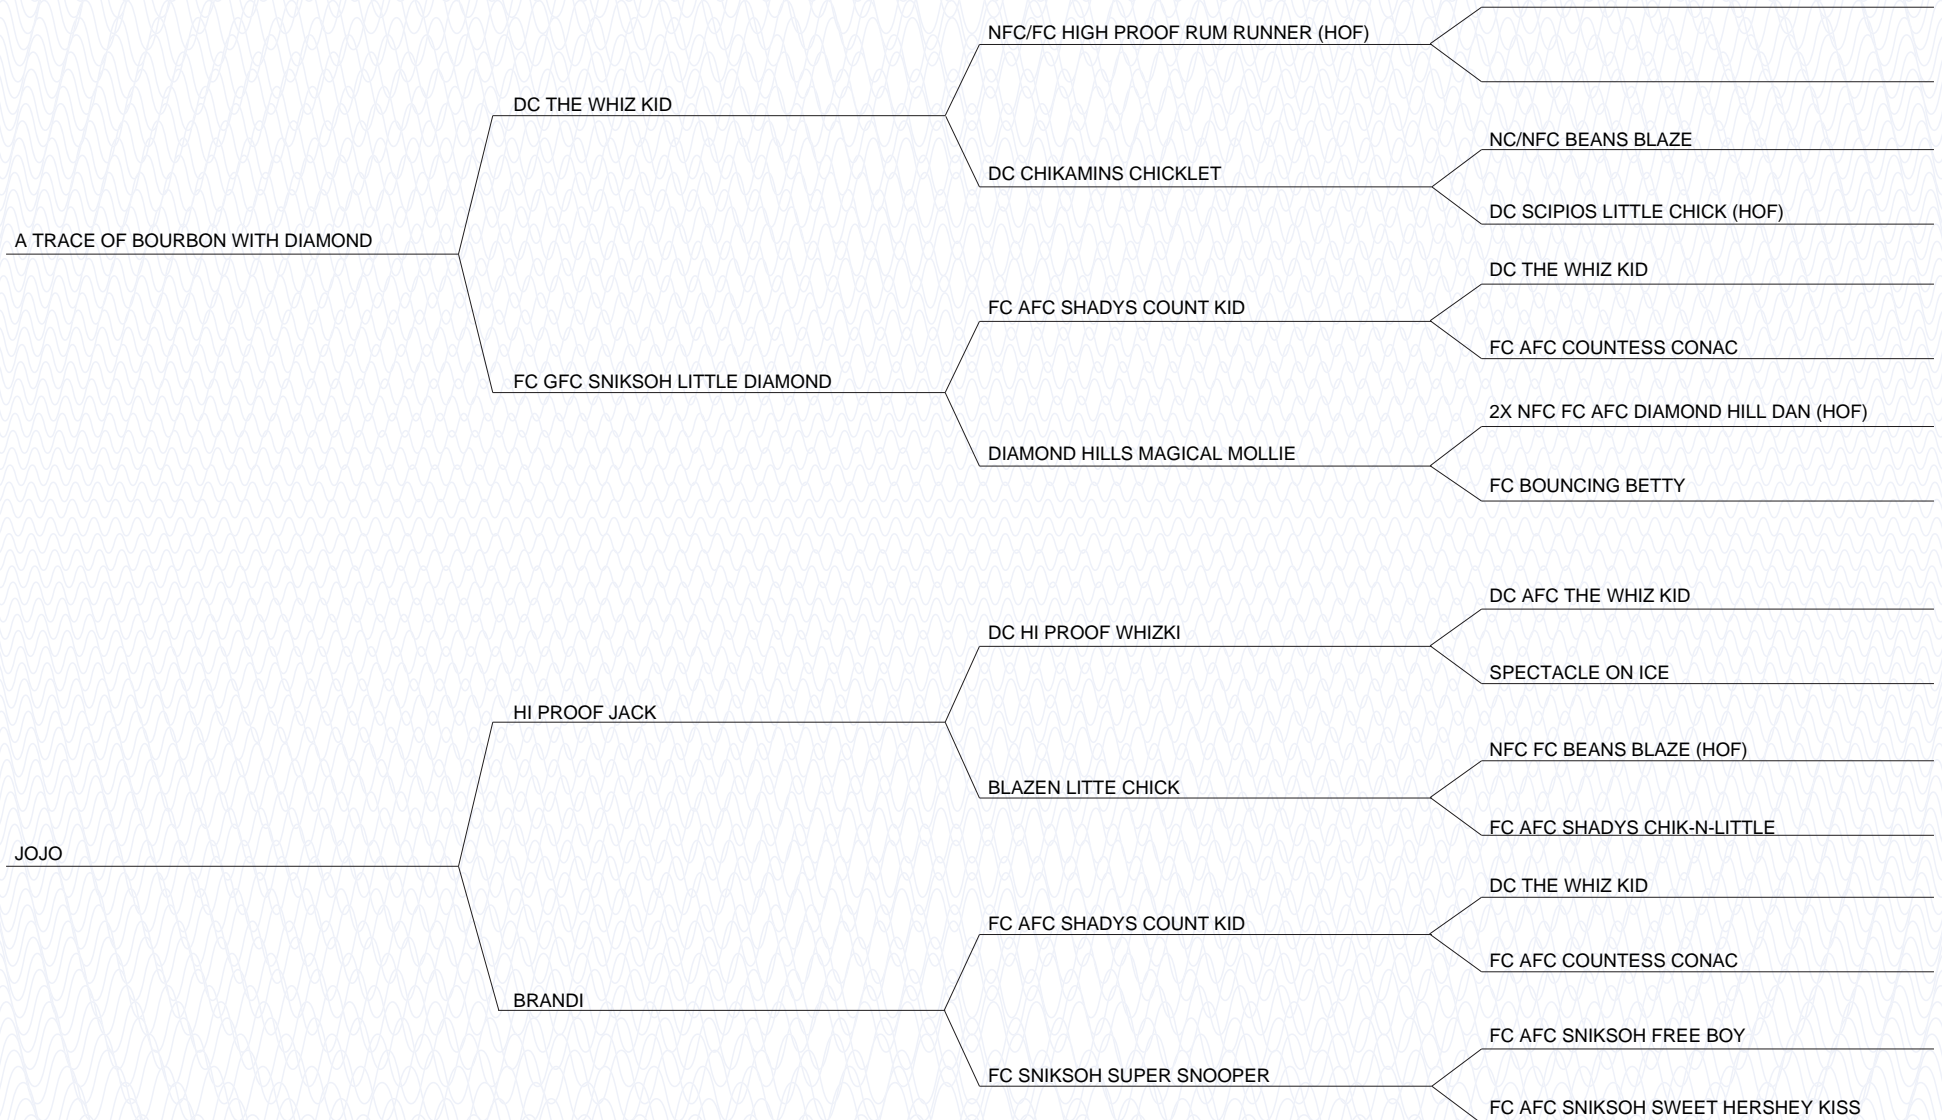 NFC/FC HIGH PROOF RUM RUNNER (HOF)
DC THE WHIZ KID
NC/NFC BEANS BLAZE
DC CHIKAMINS CHICKLET
DC SCIPIOS LITTLE CHICK (HOF)
A TRACE OF BOURBON WITH DIAMOND
DC THE WHIZ KID
FC AFC SHADYS COUNT KID
FC AFC COUNTESS CONAC
FC GFC SNIKSOH LITTLE DIAMOND
2X NFC FC AFC DIAMOND HILL DAN (HOF)
DIAMOND HILLS MAGICAL MOLLIE
FC BOUNCING BETTY
DC AFC THE WHIZ KID
DC HI PROOF WHIZKI
SPECTACLE ON ICE
HI PROOF JACK
NFC FC BEANS BLAZE (HOF)
BLAZEN LITTE CHICK
FC AFC SHADYS CHIK-N-LITTLE
JOJO
DC THE WHIZ KID
FC AFC SHADYS COUNT KID
FC AFC COUNTESS CONAC
BRANDI
FC AFC SNIKSOH FREE BOY
FC SNIKSOH SUPER SNOOPER
FC AFC SNIKSOH SWEET HERSHEY KISS